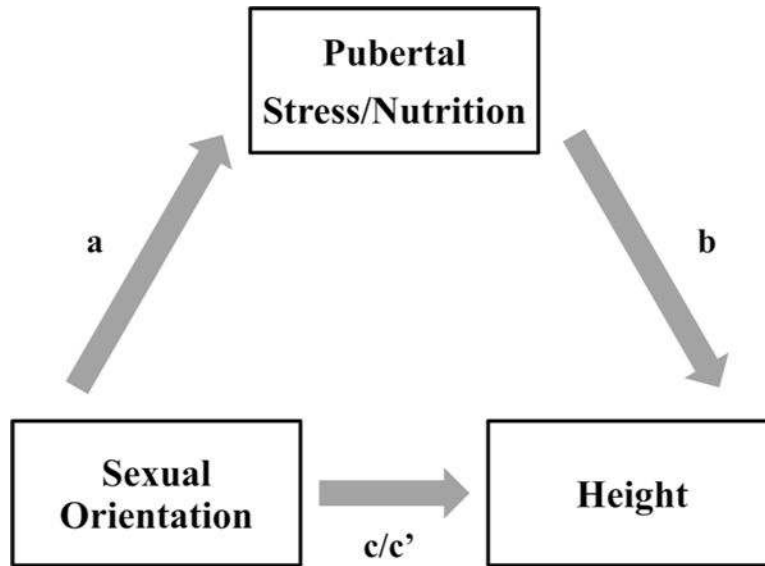 Pubertal
Stress/Nutrition
a
b
Sexual
Orientation
Height
c/c’